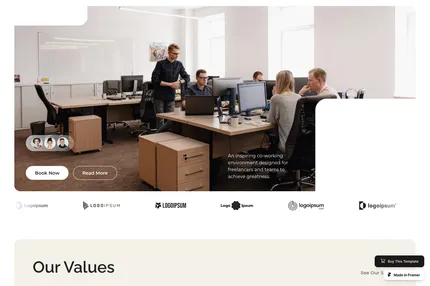 An inspiring co-working
environment designed for
freelancers and teams to
achieve greatness.
Book Now
Read More
Logoipsum
LOGOIPSUM
LOGOIPSUM
Logo Ipsum
logoipsum
logoipsum
Our Values
See Our S
Buy This Template
Made in Framer